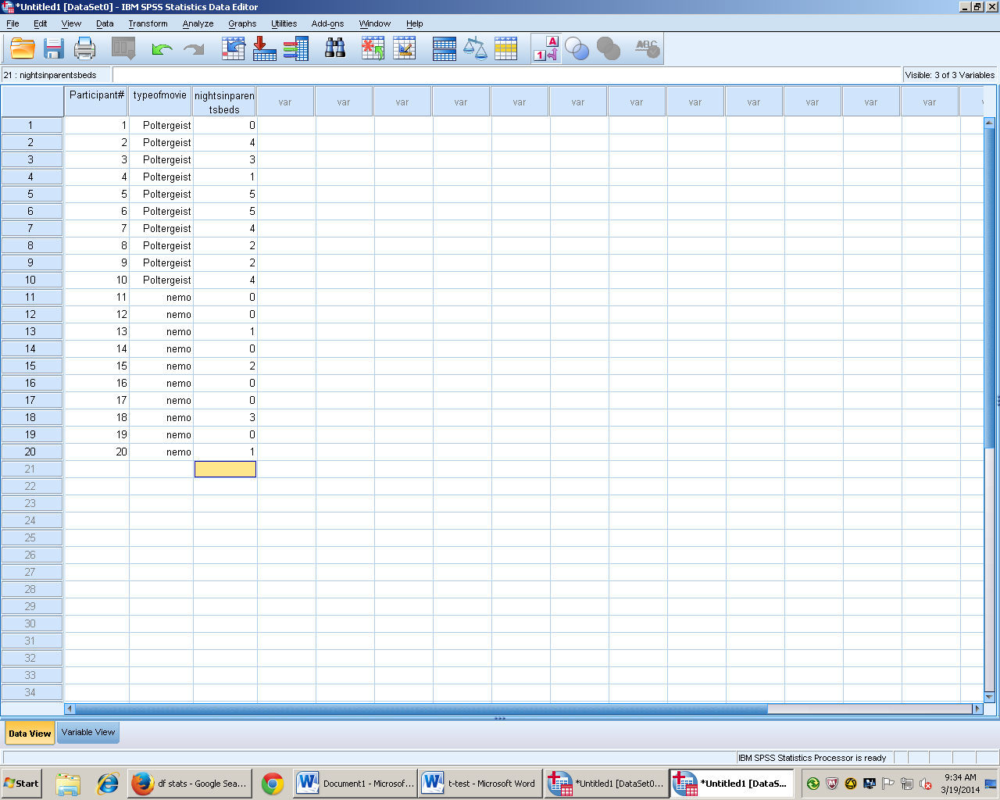 *Untitled1 [DataSet0] - IBM SPSS Statistics Data Editor
File Edit View Data Transform Analyze Graphs Utilities Add-ons Window Help
A
1
ABC
21 : nightsinparentsbeds
Visible: 3 of 3 Variables
Participant# typeofmovie nightsinparen var var var var var var var var var var var var
tsbeds
1 1 Poltergeist 0
2 2 Poltergeist 4
3 3 Poltergeist 3
4 4 Poltergeist 1
5 5 Poltergeist 5
6 6 Poltergeist 5
7 7 Poltergeist 4
8 8 Poltergeist 2
9 9 Poltergeist 2
10 10 Poltergeist 4
11 11 nemo 0
12 12 nemo 0
13 13 nemo 1
14 14 nemo 0
15 15 nemo 2
16 16 nemo 0
17 17 nemo 0
18 18 nemo 3
19 19 nemo 0
20 20 nemo 1
21
22
23
24
25
26
27
28
29
30
31
32
33
34
Data View Variable View
IBM SPSS Statistics Processor is ready
Start df stats - Google Sea... Document1 - Microsof... t-test - Microsoft Word *Untitled1 [DataSet0... *Untitled1 [DataS... 9:34 AM
3/19/2014